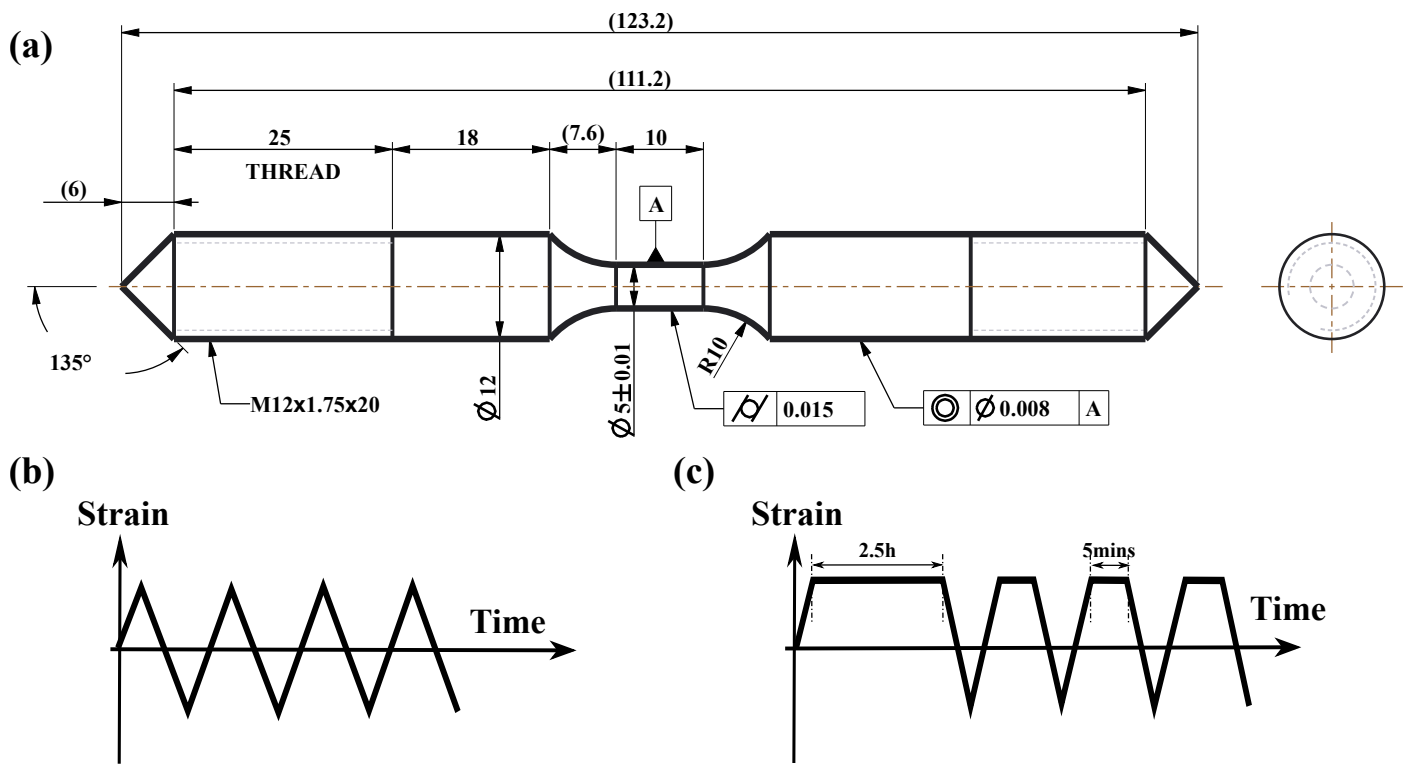 (a)
(123.2)
(111.2)
25
18
(7.6)
10
THREAD
(6)
A
135°
M12x1.75x20
Ø12
Ø5±0.01
R10
0.015
Ø0.008 A
(b)
(c)
Strain
Time
Strain
2.5h
5mins
Time